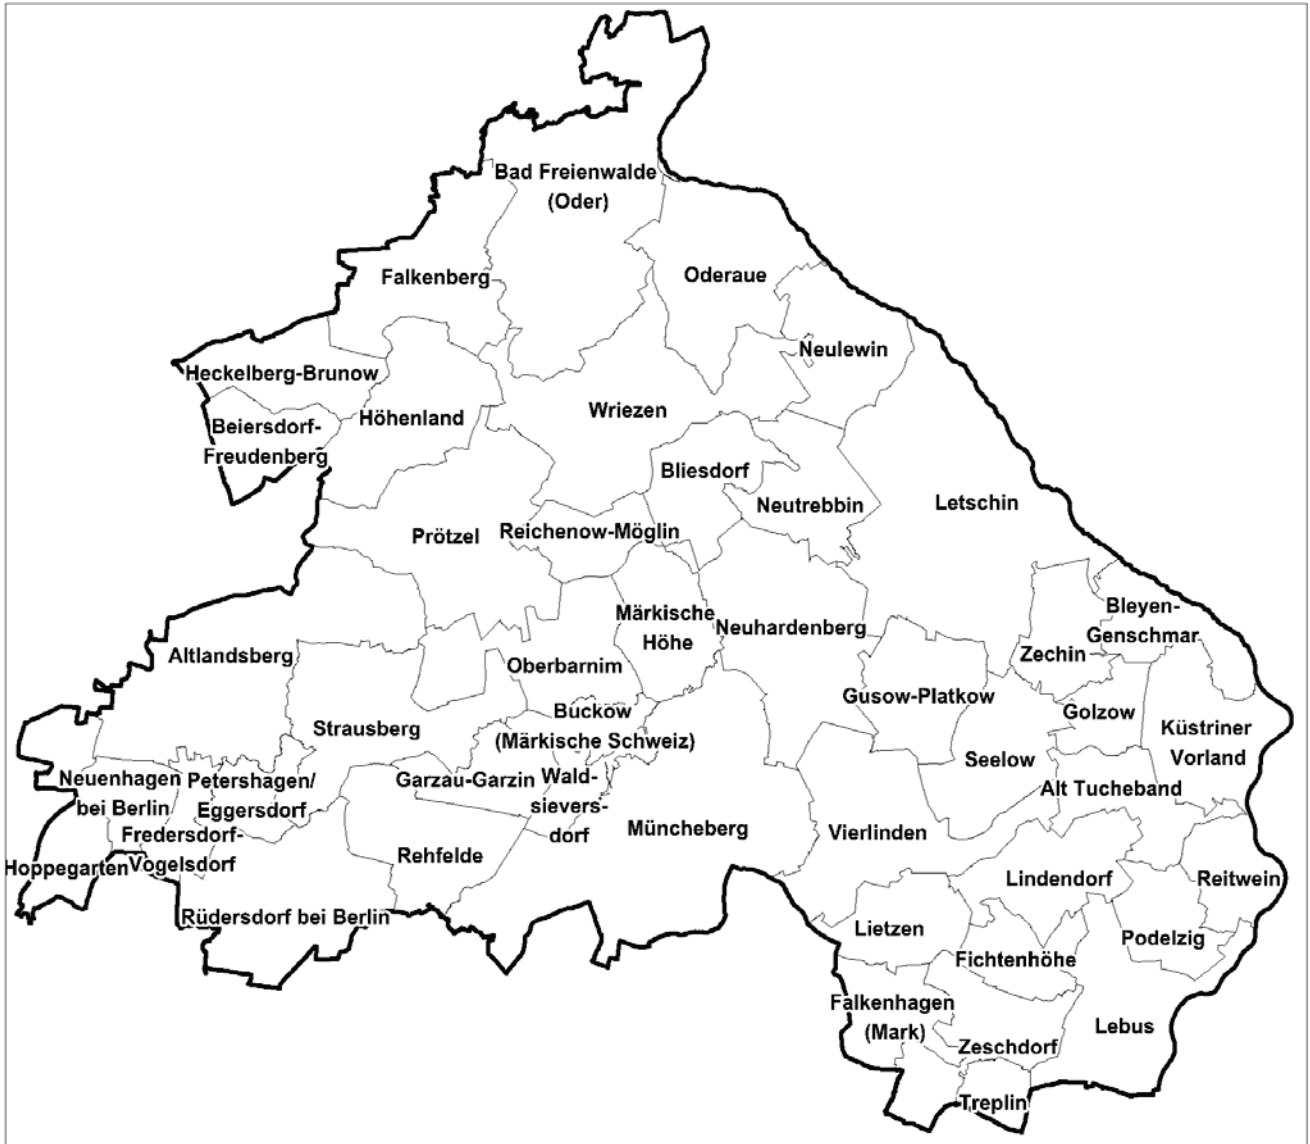 Bad Freienwalde
(Oder)
Oderaue
Falkenberg
Neulewin
Heckelberg-Brunow
Wriezen
Höhenland
Beiersdorf-
Freudenberg
Bliesdorf
Neutrebbin
Letschin
Prötzel
Reichenow-Möglin
Märkische
Höhe
Neuhardenberg
Bleyen-
Genschmar
Zechin
Altlandsberg
Oberbarnim
Gusow-Platkow
Buckow
(Märkische Schweiz)
Golzow
Küstriner
Vorland
Strausberg
Seelow
Neuenhagen
bei Berlin
Petershagen/
Eggersdorf
Garzau-Garzin
Wald-
sievers-
dorf
Alt Tucheband
Fredersdorf-
Vogelsdorf
Müncheberg
Vierlinden
Hoppegarten
Rehfelde
Lindendorf
Reitwein
Rüdersdorf bei Berlin
Lietzen
Podelzig
Fichtenhöhe
Falkenhagen
(Mark)
Lebus
Zeschdorf
Treplin